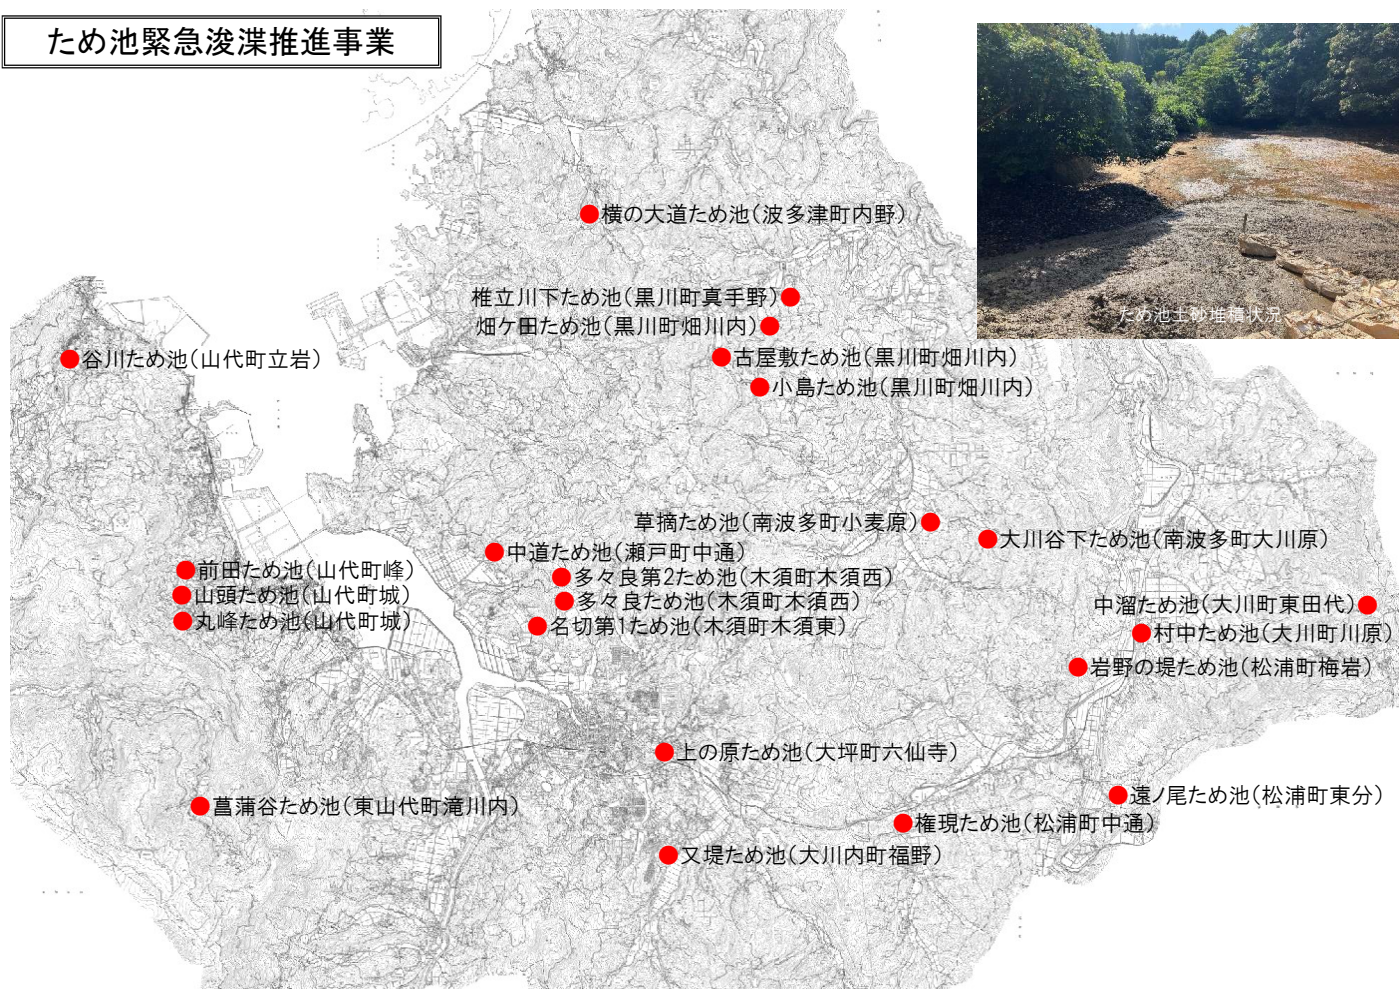 ため池緊急浚渫推進事業
横の大道ため池(波多津町内野)
椎立川下ため池(黒川町真手野)
畑ケ田ため池(黒川町畑川内)
古屋敷ため池(黒川町畑川内)
小島ため池(黒川町畑川内)
ため池土砂堆積状況
谷川ため池(山代町立岩)
草摘ため池(南波多町小麦原)
大川谷下ため池(南波多町大川原)
中道ため池(瀬戸町中通)
前田ため池(山代町峰)
多々良第2ため池(木須町木須西)
山頭ため池(山代町城)
多々良ため池(木須町木須西)
中溜ため池(大川町東田代)
丸峰ため池(山代町城)
名切第1ため池(木須町木須東)
村中ため池(大川町川原)
岩野の堤ため池(松浦町梅岩)
上の原ため池(大坪町六仙寺)
遠ノ尾ため池(松浦町東分)
菖蒲谷ため池(東山代町滝川内)
権現ため池(松浦町中通)
又堤ため池(大川内町福野)